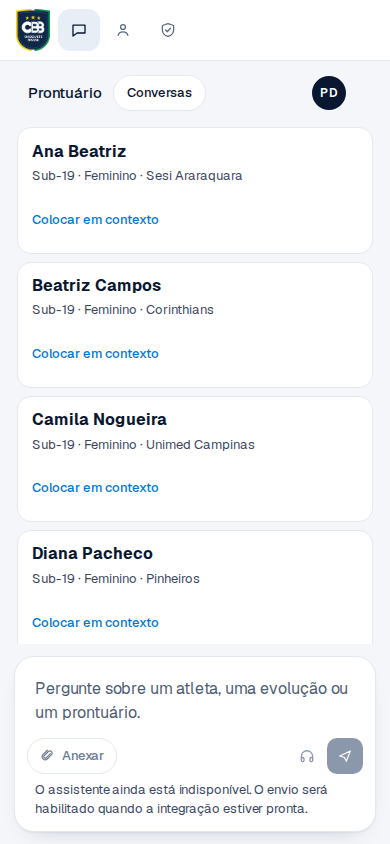 CBB
Prontuário
Conversas
PD
Ana Beatriz
Sub-19 · Feminino · Sesi Araraquara
Colocar em contexto
Beatriz Campos
Sub-19 · Feminino · Corinthians
Colocar em contexto
Camila Nogueira
Sub-19 · Feminino · Unimed Campinas
Colocar em contexto
Diana Pacheco
Sub-19 · Feminino · Pinheiros
Colocar em contexto
Pergunte sobre um atleta, uma evolução ou
um prontuário.
Anexar
O assistente ainda está indisponível. O envio será
habilitado quando a integração estiver pronta.